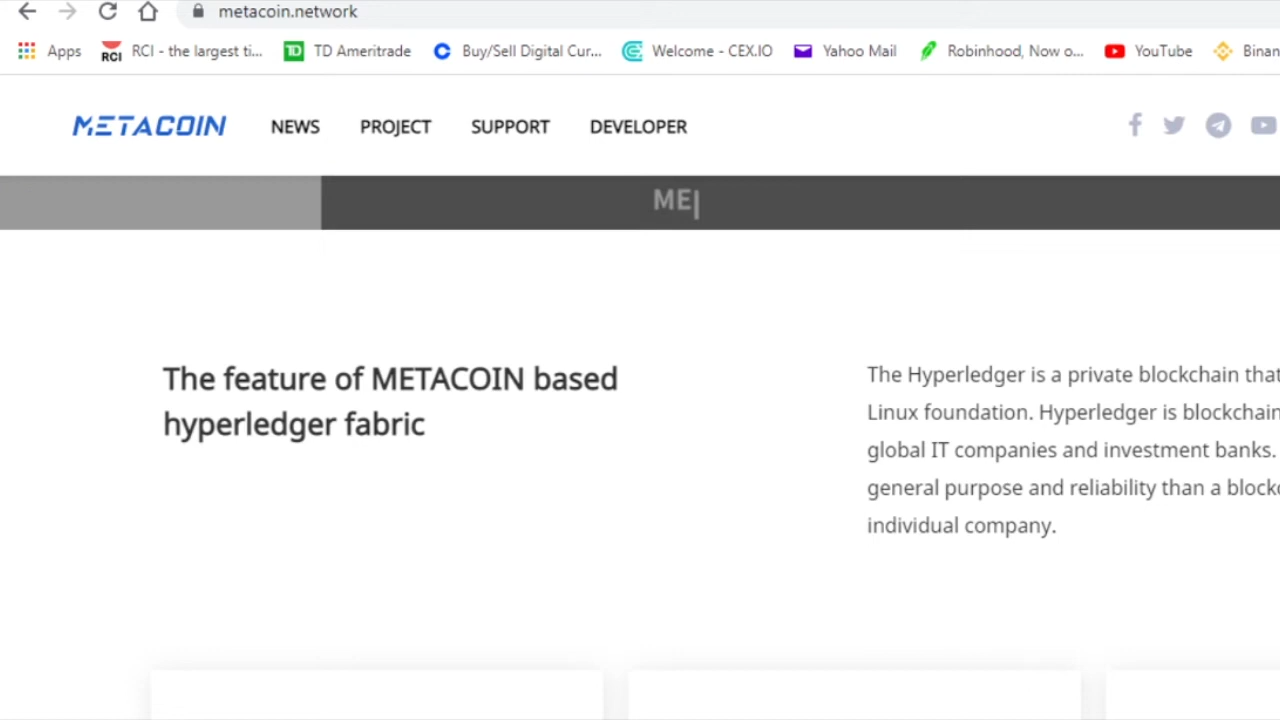 metacoin.network
Apps RCI - the largest ti... TD Ameritrade Buy/Sell Digital Cur... Welcome - CEX.IO Yahoo Mail Robinhood, Now o... YouTube Binan
METACOIN NEWS PROJECT SUPPORT DEVELOPER
ME|
The feature of METACOIN based
hyperledger fabric
The Hyperledger is a private blockchain that
Linux foundation. Hyperledger is blockchain
global IT companies and investment banks.
general purpose and reliability than a blockc
individual company.